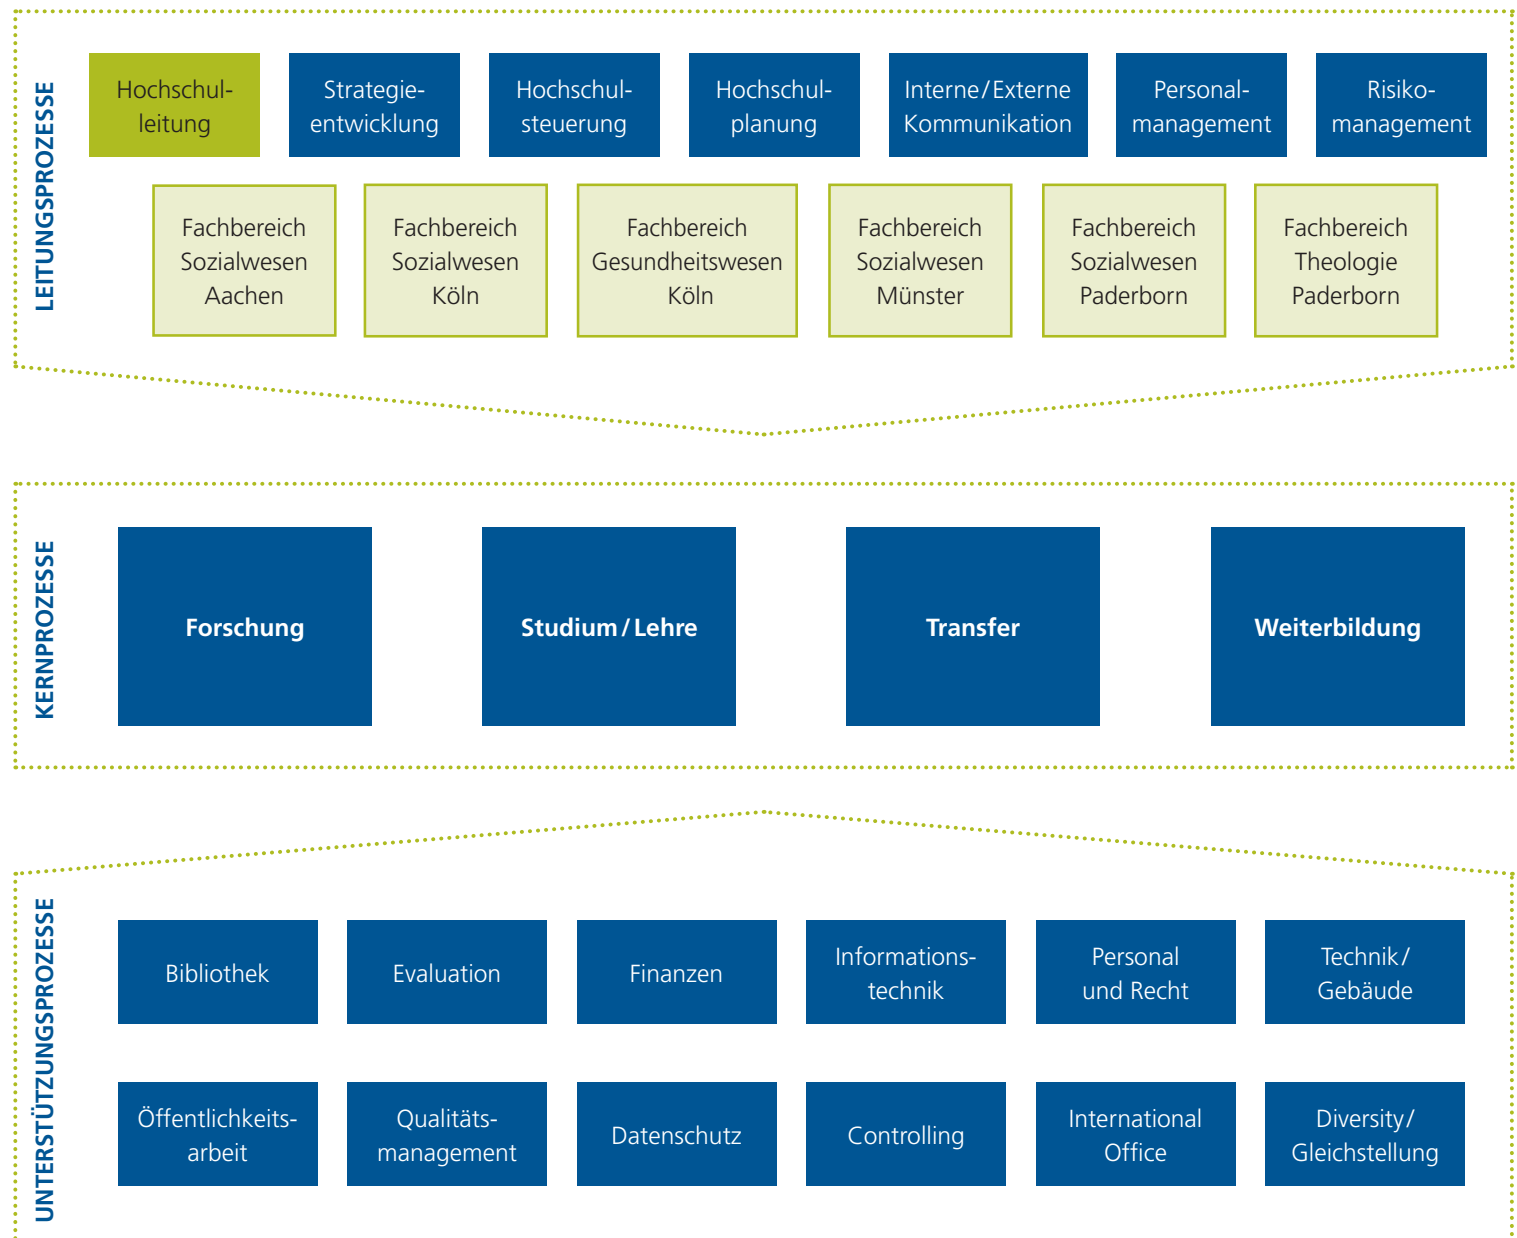 LEITUNGSPROZESSE
Hochschul-
leitung
Strategie-
entwicklung
Hochschul-
steuerung
Hochschul-
planung
Interne/Externe
Kommunikation
Personal-
management
Risiko-
management
Fachbereich
Sozialwesen
Aachen
Fachbereich
Sozialwesen
Köln
Fachbereich
Gesundheitswesen
Köln
Fachbereich
Sozialwesen
Münster
Fachbereich
Sozialwesen
Paderborn
Fachbereich
Theologie
Paderborn
KERNPROZESSE
Forschung
Studium/Lehre
Transfer
Weiterbildung
UNTERSTÜTZUNGSPROZESSE
Bibliothek
Evaluation
Finanzen
Informations-
technik
Personal
und Recht
Technik/
Gebäude
Öffentlichkeits-
arbeit
Qualitäts-
management
Datenschutz
Controlling
International
Office
Diversity/
Gleichstellung